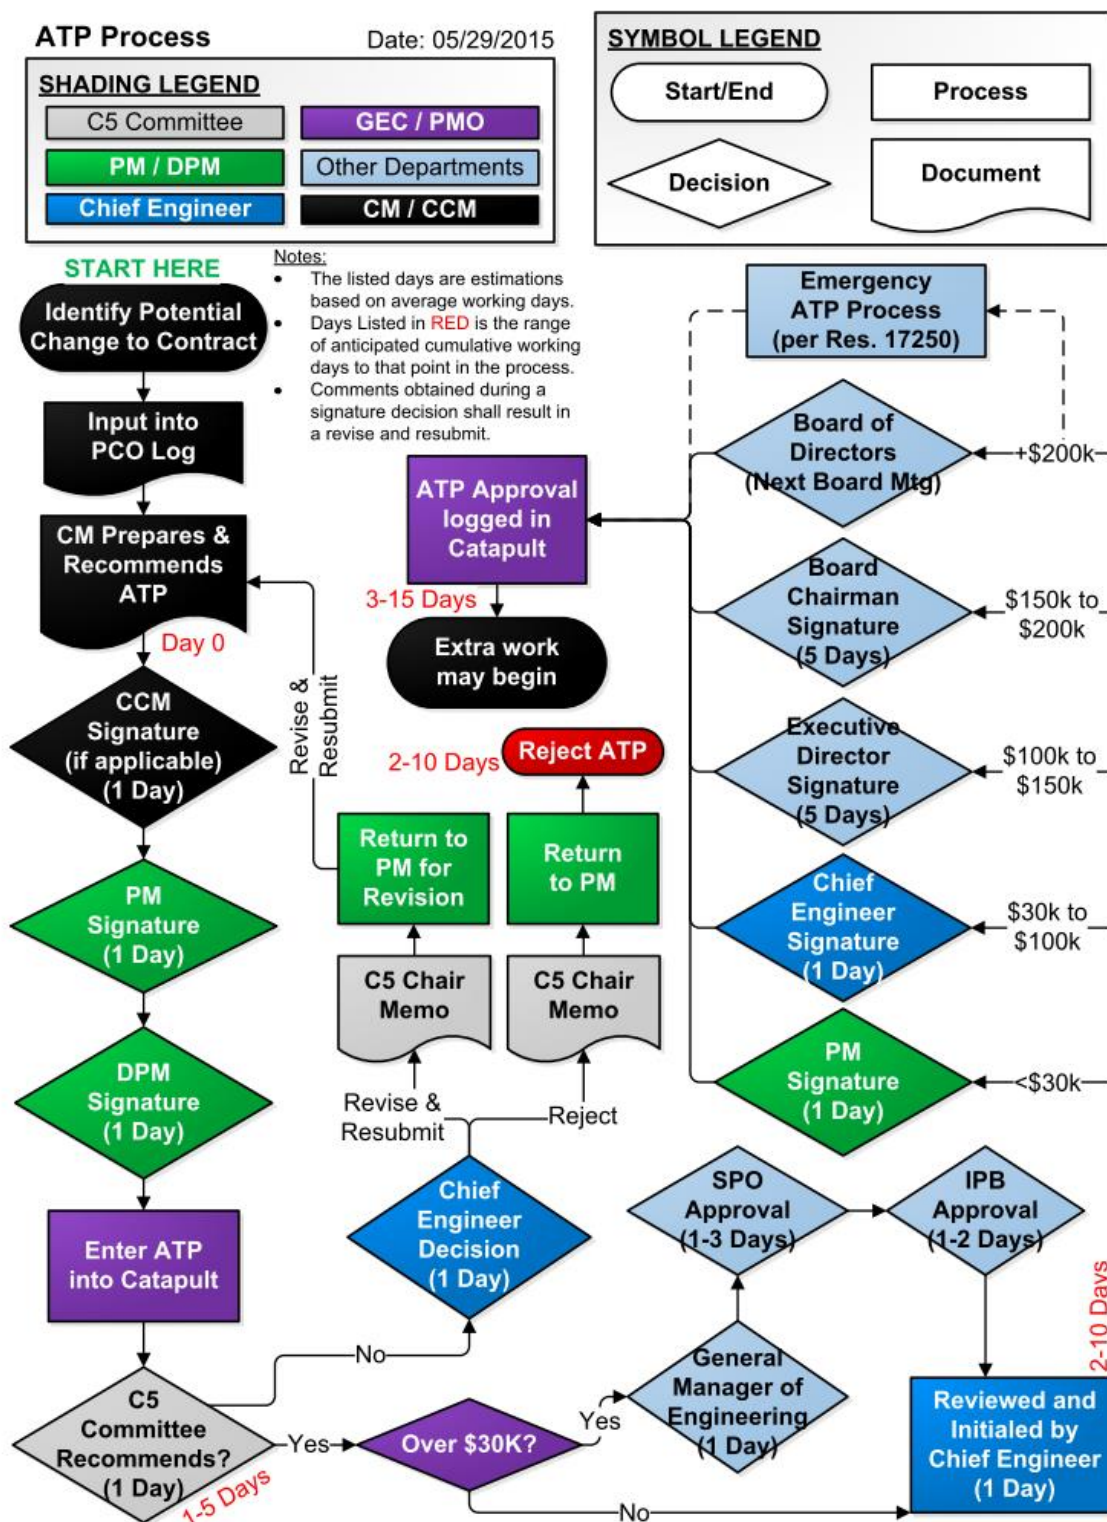 ATP Process
Date: 05/29/2015
SHADING LEGEND
C5 Committee
GEC / PMO
PM / DPM
Other Departments
Chief Engineer
CM / CCM
SYMBOL LEGEND
Start/End
Process
Decision
Document
START HERE
Notes:
• The listed days are estimations
based on average working days.
• Days Listed in RED is the range
of anticipated cumulative working
days to that point in the process.
• Comments obtained during a
signature decision shall result in
a revise and resubmit.
Identify Potential
Change to Contract
Input into
PCO Log
CM Prepares &
Recommends
ATP
Day 0
CCM
Signature
(if applicable)
(1 Day)
PM
Signature
(1 Day)
DPM
Signature
(1 Day)
Enter ATP
into Catapult
C5
Committee
Recommends?
(1 Day)
1-5 Days
No
Yes
Over $30K?
Yes
No
Chief
Engineer
Decision
(1 Day)
Revise &
Resubmit
Reject
C5 Chair
Memo
C5 Chair
Memo
Return to
PM for
Revision
Return
to PM
Revise &
Resubmit
2-10 Days
Reject ATP
ATP Approval
logged in
Catapult
3-15 Days
Extra work
may begin
General
Manager of
Engineering
(1 Day)
SPO
Approval
(1-3 Days)
IPB
Approval
(1-2 Days)
Reviewed and
Initialed by
Chief Engineer
(1 Day)
2-10 Days
Emergency
ATP Process
(per Res. 17250)
Board of
Directors
(Next Board Mtg)
+$200k
Board
Chairman
Signature
(5 Days)
$150k to
$200k
Executive
Director
Signature
(5 Days)
$100k to
$150k
Chief
Engineer
Signature
(1 Day)
$30k to
$100k
PM
Signature
(1 Day)
<$30k